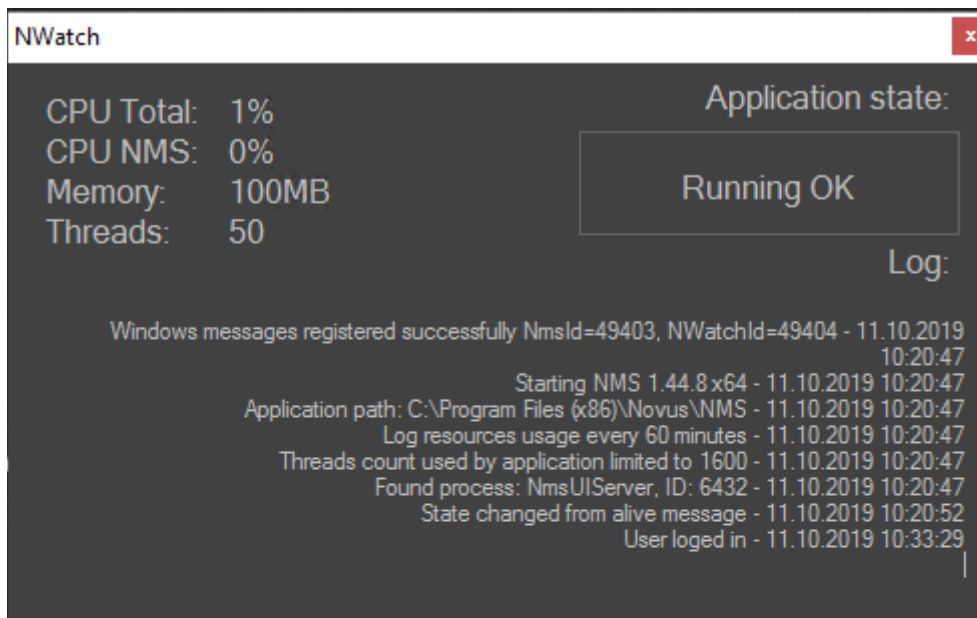 NWatch
x
CPU Total: 1%
CPU NMS: 0%
Memory: 100MB
Threads: 50
Application state:
Running OK
Log:
Windows messages registered successfully NmsId=49403, NWatchId=49404 - 11.10.2019
10:20:47
Starting NMS 1.44.8 x64 - 11.10.2019 10:20:47
Application path: C:\Program Files (x86)\Novus\NMS - 11.10.2019 10:20:47
Log resources usage every 60 minutes - 11.10.2019 10:20:47
Threads count used by application limited to 1600 - 11.10.2019 10:20:47
Found process: NmsUIServer, ID: 6432 - 11.10.2019 10:20:47
State changed from alive message - 11.10.2019 10:20:52
User loged in - 11.10.2019 10:33:29